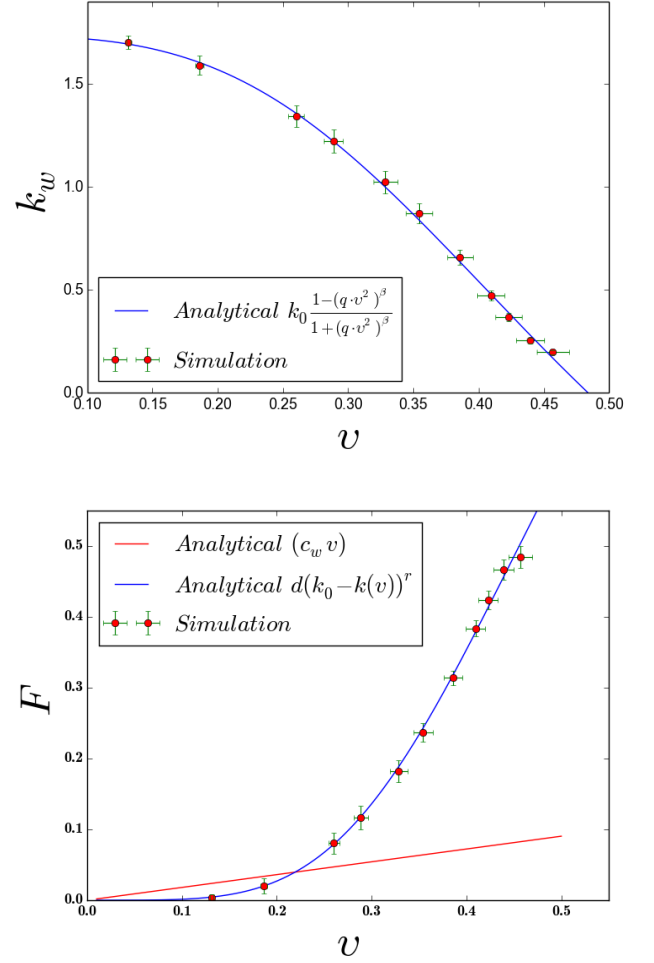 1.5
1.0
0.5
0.0
k_w
Analytical k_0 \frac{1-(q·v^2)^β}{1+(q·v^2)^β}
Simulation
0.10 0.15 0.20 0.25 0.30 0.35 0.40 0.45 0.50
v
0.5
0.4
0.3
0.2
0.1
0.0
F
Analytical (c_w v)
Analytical d(k_0-k(v))^r
Simulation
0.0 0.1 0.2 0.3 0.4 0.5
v